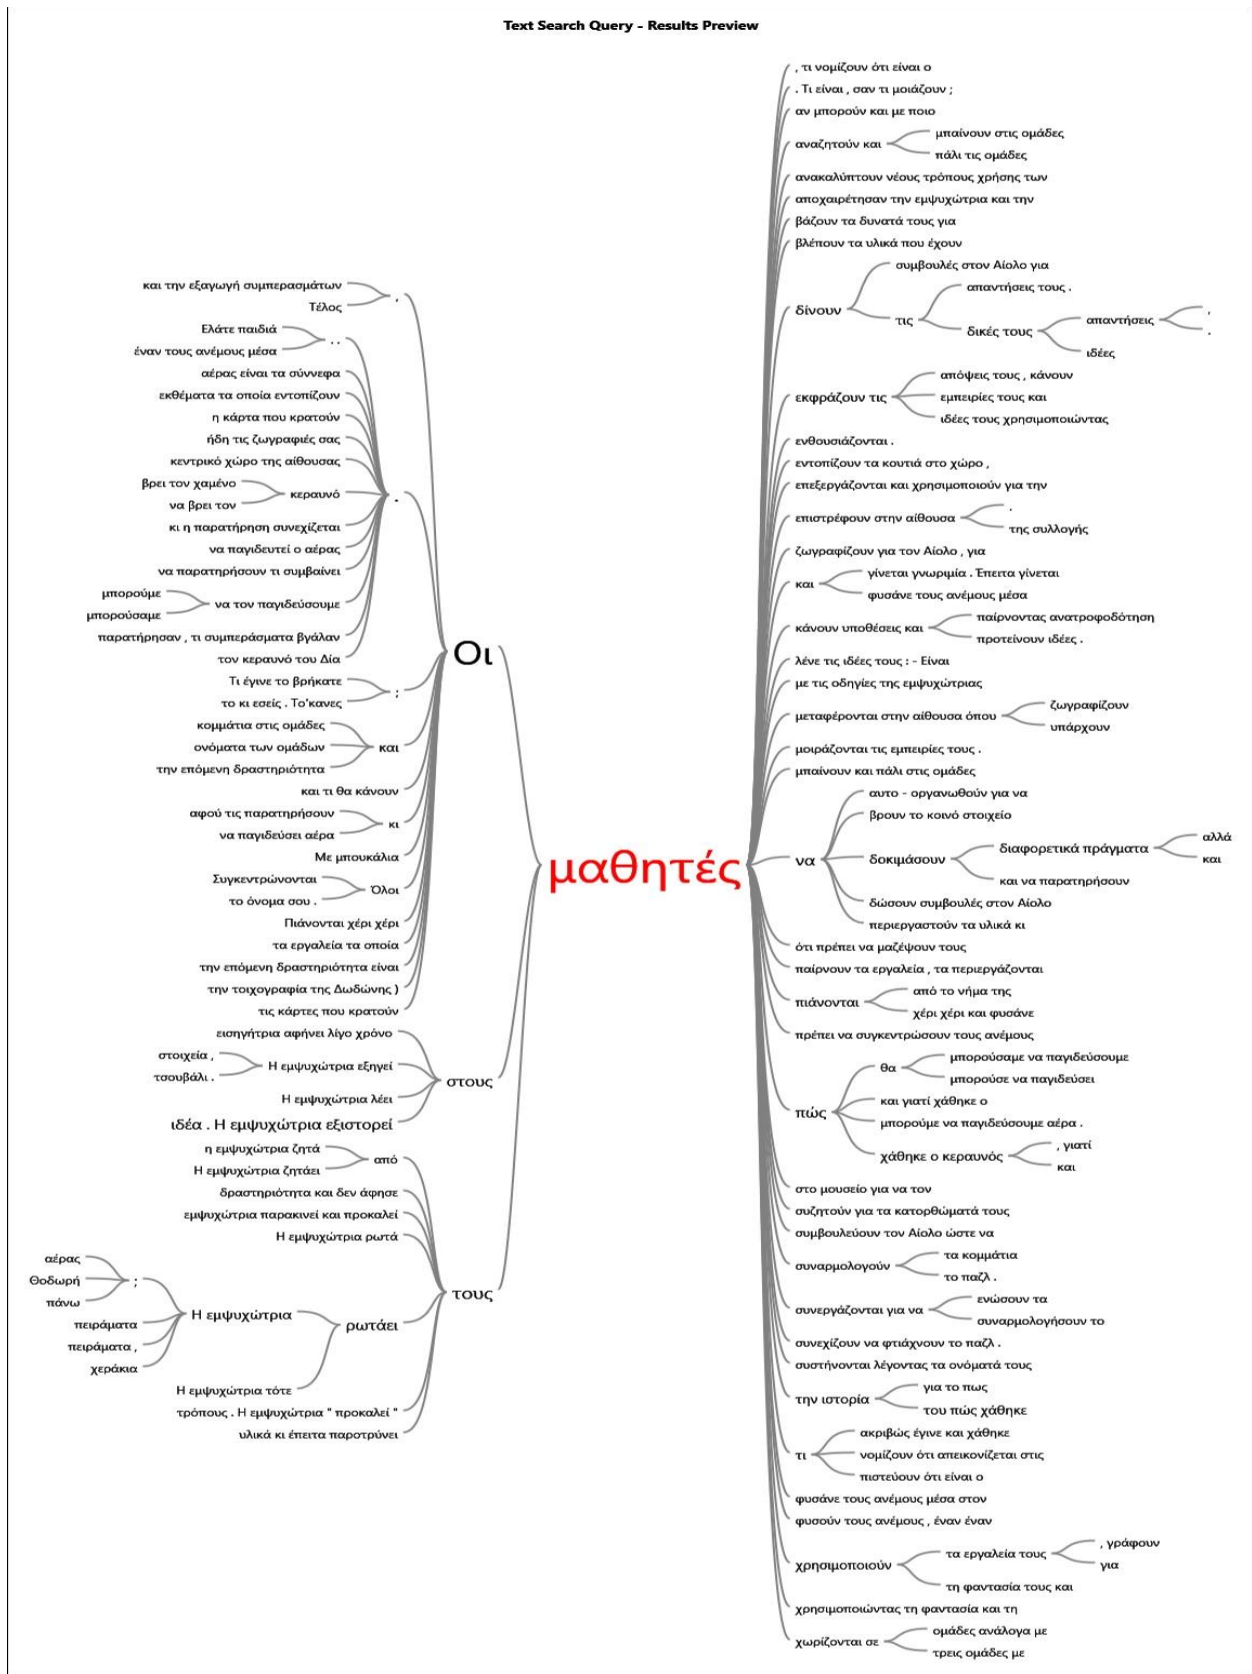 Text Search Query - Results Preview
και την εξαγωγή συμπερασμάτων
Τέλος
,
Ελάτε παιδιά
έναν τους ανέμους μέσα
. .
αέρας είναι τα σύννεφα
εκθέματα τα οποία εντοπίζουν
η κάρτα που κρατούν
ήδη τις ζωγραφιές σας
κεντρικό χώρο της αίθουσας
βρει τον χαμένο
να βρει τον
κεραυνό
.
κι η παρατήρηση συνεχίζεται
να παγιδευτεί ο αέρας
να παρατηρήσουν τι συμβαίνει
μπορούμε
μπορούσαμε
να τον παγιδεύσουμε
παρατήρησαν , τι συμπεράσματα βγάλαν
τον κεραυνό του Δία
Τι έγινε το βρήκατε
το κι εσείς . Το'κανες
;
κομμάτια στις ομάδες
ονόματα των ομάδων
την επόμενη δραστηριότητα
και
και τι θα κάνουν
αφού τις παρατηρήσουν
να παγιδεύσει αέρα
κι
Με μπουκάλια
Συγκεντρώνονται
το όνομα σου .
Όλοι
Πιάνονται χέρι χέρι
τα εργαλεία τα οποία
την επόμενη δραστηριότητα είναι
την τοιχογραφία της Δωδώνης )
τις κάρτες που κρατούν
Οι
εισηγήτρια αφήνει λίγο χρόνο
στοιχεία ,
τσουβάλι .
Η εμψυχώτρια εξηγεί
Η εμψυχώτρια λέει
ιδέα . Η εμψυχώτρια εξιστορεί
στους
η εμψυχώτρια ζητά
Η εμψυχώτρια ζητάει
από
δραστηριότητα και δεν άφησε
εμψυχώτρια παρακινεί και προκαλεί
Η εμψυχώτρια ρωτά
αέρας
Θοδωρή
πάνω
;
πειράματα
πειράματα ,
χεράκια
Η εμψυχώτρια
Η εμψυχώτρια τότε
ρωτάει
τρόπους . Η εμψυχώτρια " προκαλεί "
υλικά κι έπειτα παροτρύνει
τους
μαθητές
, τι νομίζουν ότι είναι ο
. Τι είναι , σαν τι μοιάζουν ;
αν μπορούν και με ποιο
αναζητούν και
μπαίνουν στις ομάδες
πάλι τις ομάδες
ανακαλύπτουν νέους τρόπους χρήσης των
αποχαιρέτησαν την εμψυχώτρια και την
βάζουν τα δυνατά τους για
βλέπουν τα υλικά που έχουν
δίνουν
συμβουλές στον Αίολο για
τις
απαντήσεις τους .
δικές τους
απαντήσεις
,
.
ιδέες
εκφράζουν τις
απόψεις τους , κάνουν
εμπειρίες τους και
ιδέες τους χρησιμοποιώντας
ενθουσιάζονται .
εντοπίζουν τα κουτιά στο χώρο ,
επεξεργάζονται και χρησιμοποιούν για την
επιστρέφουν στην αίθουσα
.
της συλλογής
ζωγραφίζουν για τον Αίολο , για
και
γίνεται γνωριμία . Έπειτα γίνεται
φυσάνε τους ανέμους μέσα
κάνουν υποθέσεις και
παίρνοντας ανατροφοδότηση
προτείνουν ιδέες .
λένε τις ιδέες τους : - Είναι
με τις οδηγίες της εμψυχώτριας
μεταφέρονται στην αίθουσα όπου
ζωγραφίζουν
υπάρχουν
μοιράζονται τις εμπειρίες τους .
μπαίνουν και πάλι στις ομάδες
να
αυτο - οργανωθούν για να
βρουν το κοινό στοιχείο
δοκιμάσουν
διαφορετικά πράγματα
αλλά
και
και να παρατηρήσουν
δώσουν συμβουλές στον Αίολο
περιεργαστούν τα υλικά κι
ότι πρέπει να μαζέψουν τους
παίρνουν τα εργαλεία , τα περιεργάζονται
πιάνονται
από το νήμα της
χέρι χέρι και φυσάνε
πρέπει να συγκεντρώσουν τους ανέμους
πώς
θα
μπορούσαμε να παγιδεύσουμε
μπορούσε να παγιδεύσει
και γιατί χάθηκε ο
μπορούμε να παγιδεύσουμε αέρα .
χάθηκε ο κεραυνός
, γιατί
και
στο μουσείο για να τον
συζητούν για τα κατορθώματά τους
συμβουλεύουν τον Αίολο ώστε να
συναρμολογούν
τα κομμάτια
το παζλ .
συνεργάζονται για να
ενώσουν τα
συναρμολογήσουν το
συνεχίζουν να φτιάχνουν το παζλ .
συστήνονται λέγοντας τα ονόματά τους
την ιστορία
για το πως
του πώς χάθηκε
τι
ακριβώς έγινε και χάθηκε
νομίζουν ότι απεικονίζεται στις
πιστεύουν ότι είναι ο
φυσάνε τους ανέμους μέσα στον
φυσούν τους ανέμους , έναν έναν
χρησιμοποιούν
τα εργαλεία τους
, γράφουν
για
τη φαντασία τους και
χρησιμοποιώντας τη φαντασία και τη
χωρίζονται σε
ομάδες ανάλογα με
τρεις ομάδες με